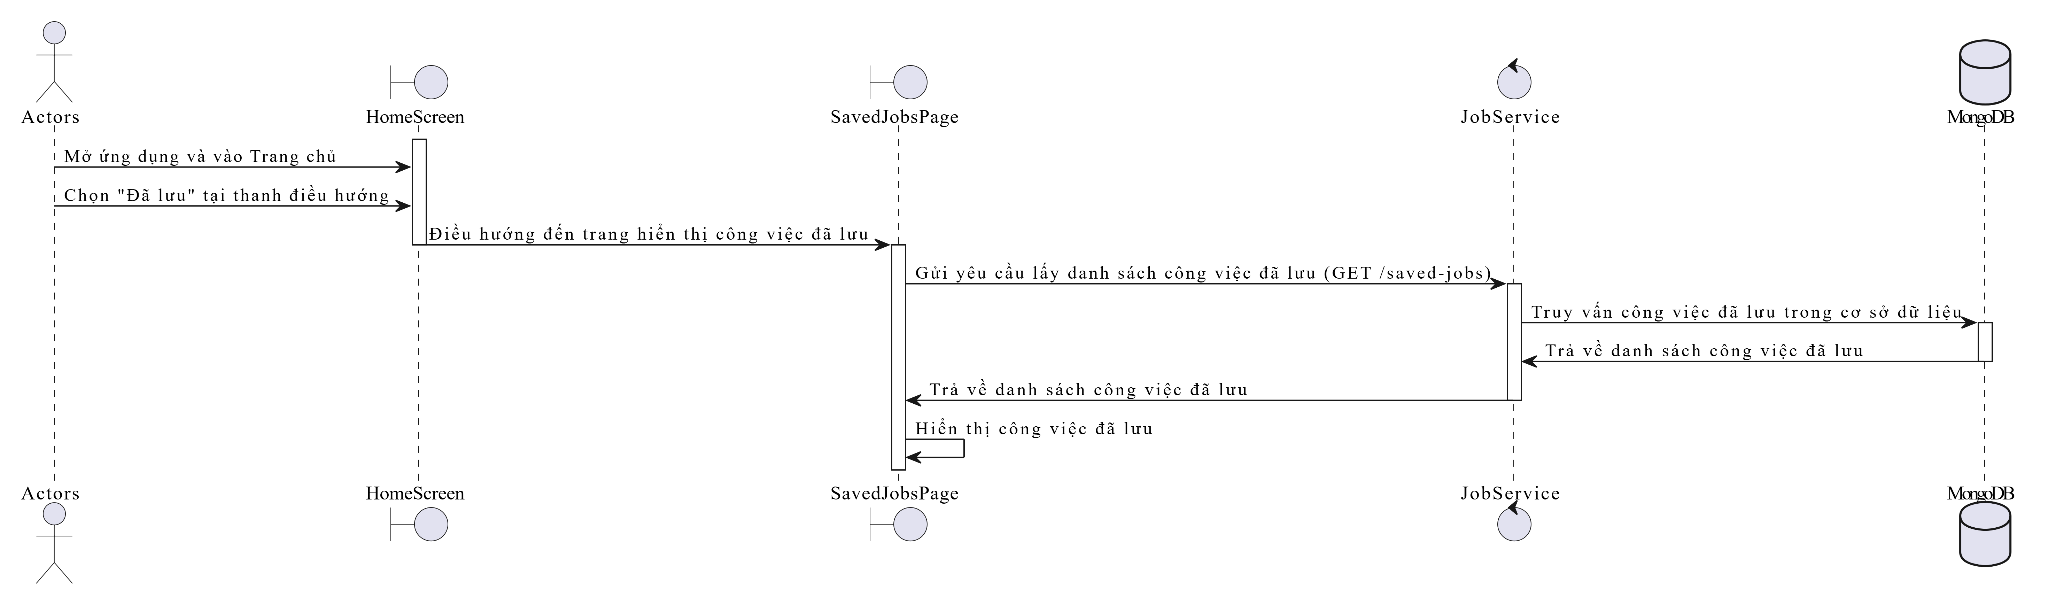 Actors
HomeScreen
SavedJobsPage
JobService
MongoDB
Mở ứng dụng và vào Trang chủ
Chọn "Đã lưu" tại thanh điều hướng
Điều hướng đến trang hiển thị công việc đã lưu
Gửi yêu cầu lấy danh sách công việc đã lưu (GET /saved-jobs)
Truy vấn công việc đã lưu trong cơ sở dữ liệu
Trả về danh sách công việc đã lưu
Trả về danh sách công việc đã lưu
Hiển thị công việc đã lưu
Actors
HomeScreen
SavedJobsPage
JobService
MongoDB